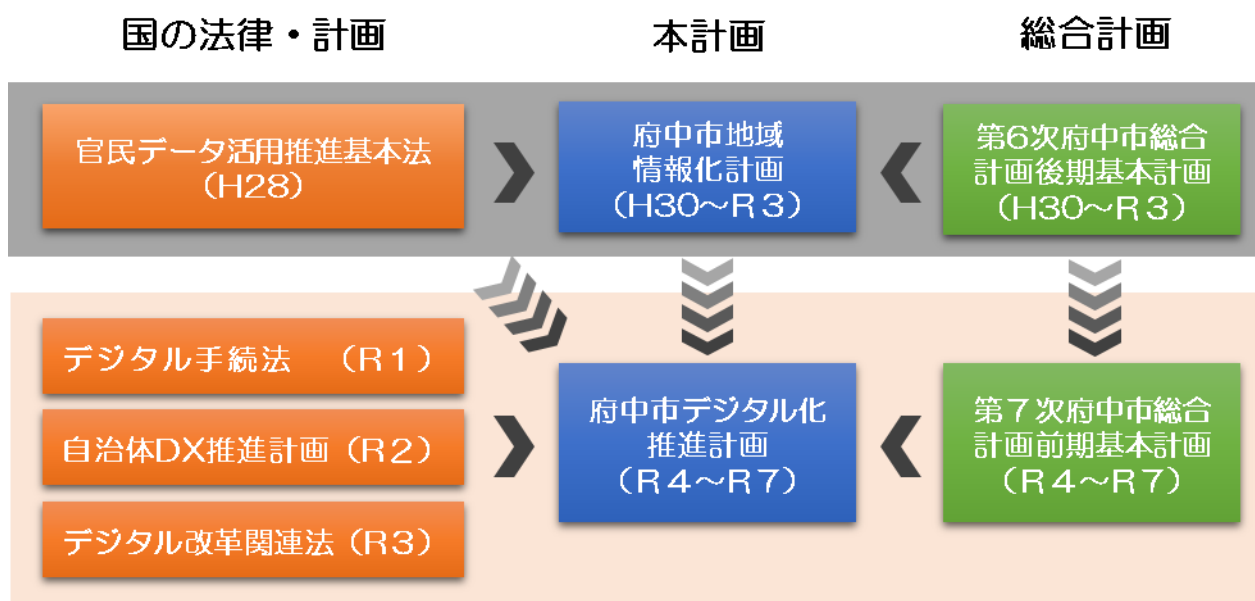 国の法律・計画
本計画
総合計画
官民データ活用推進基本法
（H28）
府中市地域
情報化計画
（H30～R３）
第6次府中市総合
計画後期基本計画
（H30～R３）
デジタル手続法　（R１）
自治体DX推進計画（R２）
デジタル改革関連法（R3）
府中市デジタル化
推進計画
（R４～R７）
第７次府中市総合
計画前期基本計画
（R４～R７）